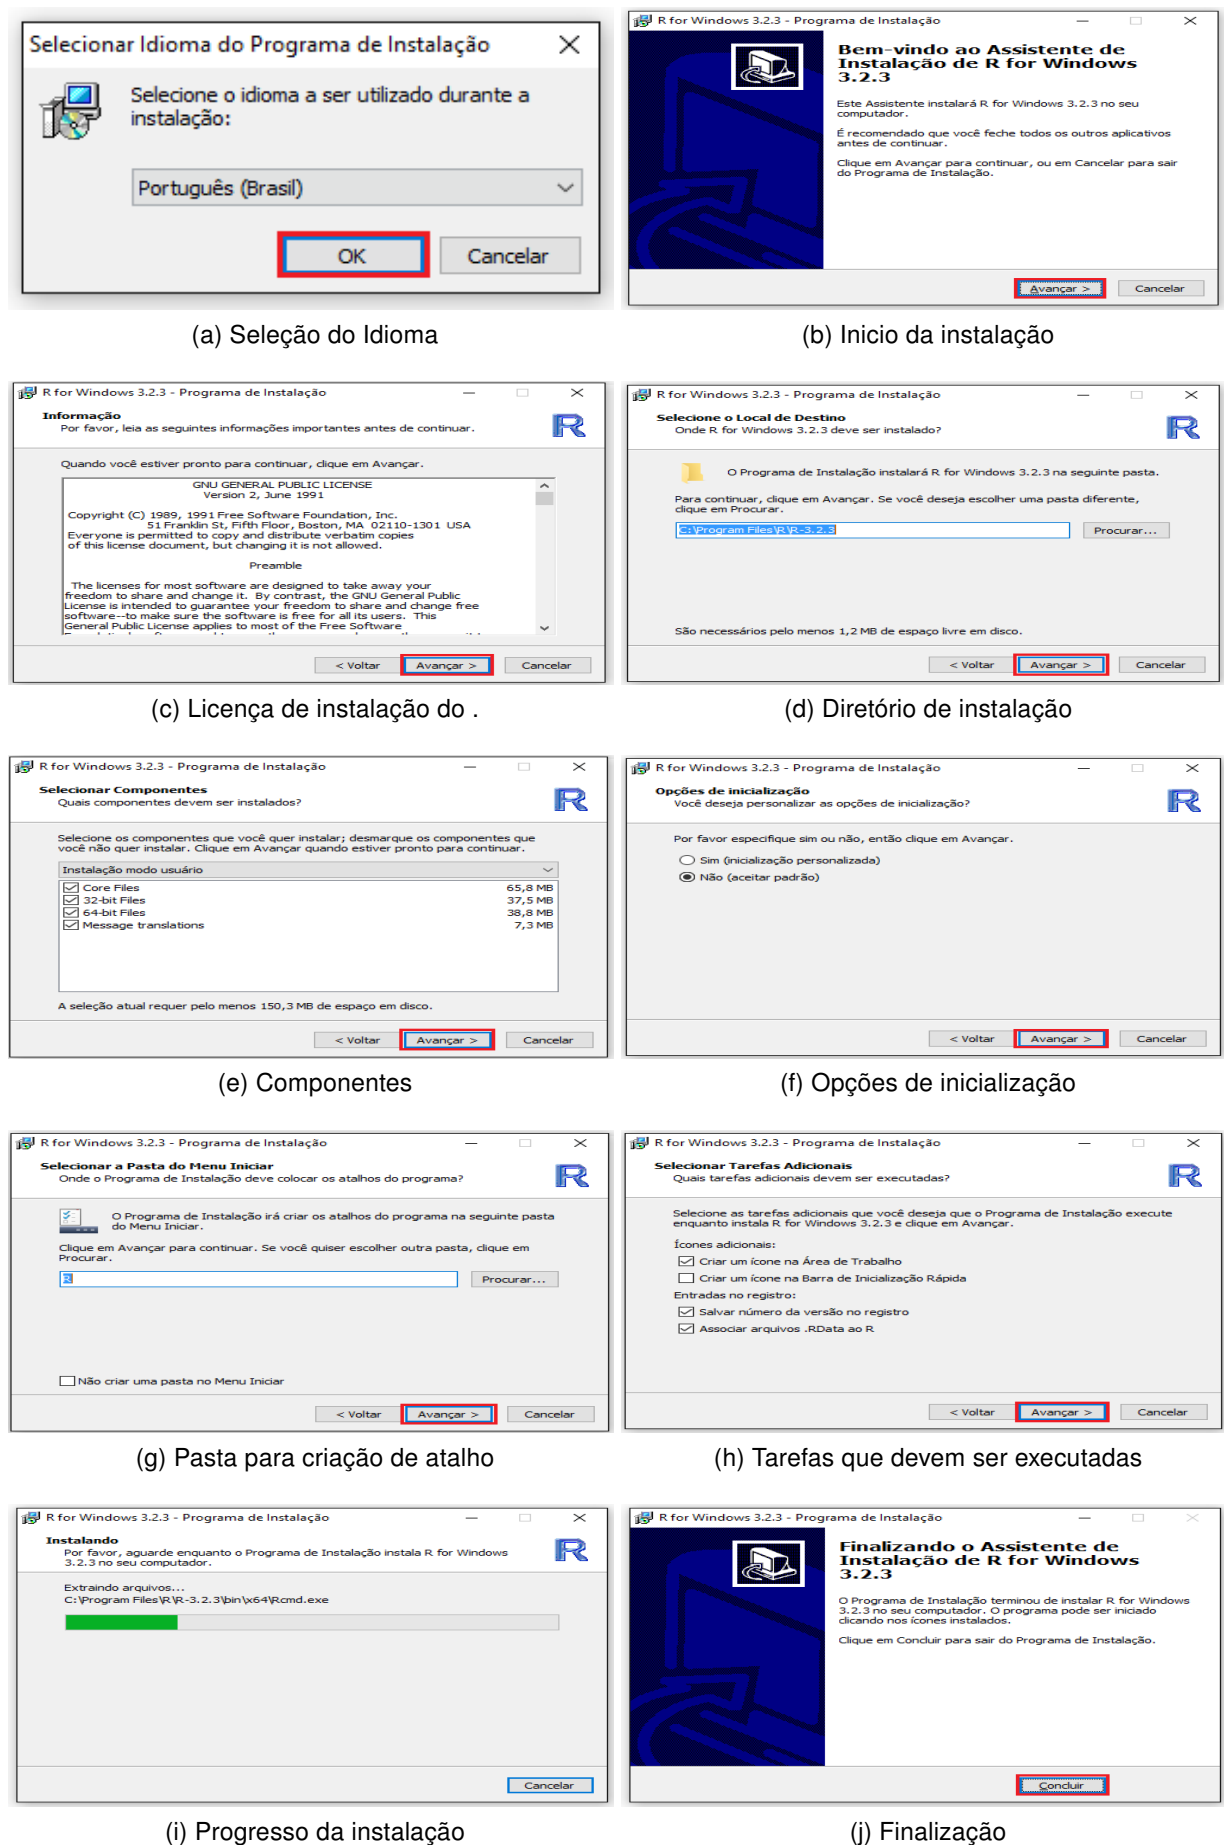 Selecionar Idioma do Programa de Instalação
Selecione o idioma a ser utilizado durante a
instalação:
Português (Brasil)
OK
Cancelar
(a) Seleção do Idioma
R for Windows 3.2.3 - Programa de Instalação
Bem-vindo ao Assistente de
Instalação de R for Windows
3.2.3
Este Assistente instalará R for Windows 3.2.3 no seu
computador.
É recomendado que você feche todos os outros aplicativos
antes de continuar.
Clique em Avançar para continuar, ou em Cancelar para sair
do Programa de Instalação.
Avançar >
Cancelar
(b) Inicio da instalação
R for Windows 3.2.3 - Programa de Instalação
Informação
Por favor, leia as seguintes informações importantes antes de continuar.
R
Quando você estiver pronto para continuar, clique em Avançar.
GNU GENERAL PUBLIC LICENSE
Version 2, June 1991
Copyright (C) 1989, 1991 Free Software Foundation, Inc.
51 Franklin St, Fifth Floor, Boston, MA 02110-1301 USA
Everyone is permitted to copy and distribute verbatim copies
of this license document, but changing it is not allowed.
Preamble
The licenses for most software are designed to take away your
freedom to share and change it. By contrast, the GNU General Public
License is intended to guarantee your freedom to share and change free
software--to make sure the software is free for all its users. This
General Public License applies to most of the Free Software
< Voltar
Avançar >
Cancelar
(c) Licença de instalação do .
R for Windows 3.2.3 - Programa de Instalação
Selecione o Local de Destino
Onde R for Windows 3.2.3 deve ser instalado?
R
O Programa de Instalação instalará R for Windows 3.2.3 na seguinte pasta.
Para continuar, clique em Avançar. Se você deseja escolher uma pasta diferente,
clique em Procurar.
C:\Program Files\R\R-3.2.3
Procurar...
São necessários pelo menos 1,2 MB de espaço livre em disco.
< Voltar
Avançar >
Cancelar
(d) Diretório de instalação
R for Windows 3.2.3 - Programa de Instalação
Selecionar Componentes
Quais componentes devem ser instalados?
R
Selecione os componentes que você quer instalar; desmarque os componentes que
você não quer instalar. Clique em Avançar quando estiver pronto para continuar.
Instalação modo usuário
Core Files 65,8 MB
32-bit Files 37,5 MB
64-bit Files 38,8 MB
Message translations 7,3 MB
A seleção atual requer pelo menos 150,3 MB de espaço em disco.
< Voltar
Avançar >
Cancelar
(e) Componentes
R for Windows 3.2.3 - Programa de Instalação
Opções de inicialização
Você deseja personalizar as opções de inicialização?
R
Por favor especifique sim ou não, então clique em Avançar.
Sim (inicialização personalizada)
Não (aceitar padrão)
< Voltar
Avançar >
Cancelar
(f) Opções de inicialização
R for Windows 3.2.3 - Programa de Instalação
Selecionar a Pasta do Menu Iniciar
Onde o Programa de Instalação deve colocar os atalhos do programa?
R
O Programa de Instalação irá criar os atalhos do programa na seguinte pasta
do Menu Iniciar.
Clique em Avançar para continuar. Se você quiser escolher outra pasta, clique em
Procurar.
R
Procurar...
Não criar uma pasta no Menu Iniciar
< Voltar
Avançar >
Cancelar
(g) Pasta para criação de atalho
R for Windows 3.2.3 - Programa de Instalação
Selecionar Tarefas Adicionais
Quais tarefas adicionais devem ser executadas?
R
Selecione as tarefas adicionais que você deseja que o Programa de Instalação execute
enquanto instala R for Windows 3.2.3 e clique em Avançar.
Ícones adicionais:
Criar um ícone na Área de Trabalho
Criar um ícone na Barra de Inicialização Rápida
Entradas no registro:
Salvar número da versão no registro
Associar arquivos .RData ao R
< Voltar
Avançar >
Cancelar
(h) Tarefas que devem ser executadas
R for Windows 3.2.3 - Programa de Instalação
Instalando
Por favor, aguarde enquanto o Programa de Instalação instala R for Windows
3.2.3 no seu computador.
R
Extraindo arquivos...
C:\Program Files\R\R-3.2.3\bin\x64\Rcmd.exe
Cancelar
(i) Progresso da instalação
R for Windows 3.2.3 - Programa de Instalação
Finalizando o Assistente de
Instalação de R for Windows
3.2.3
O Programa de Instalação terminou de instalar R for Windows
3.2.3 no seu computador. O programa pode ser iniciado
clicando nos ícones instalados.
Clique em Concluir para sair do Programa de Instalação.
Concluir
(j) Finalização